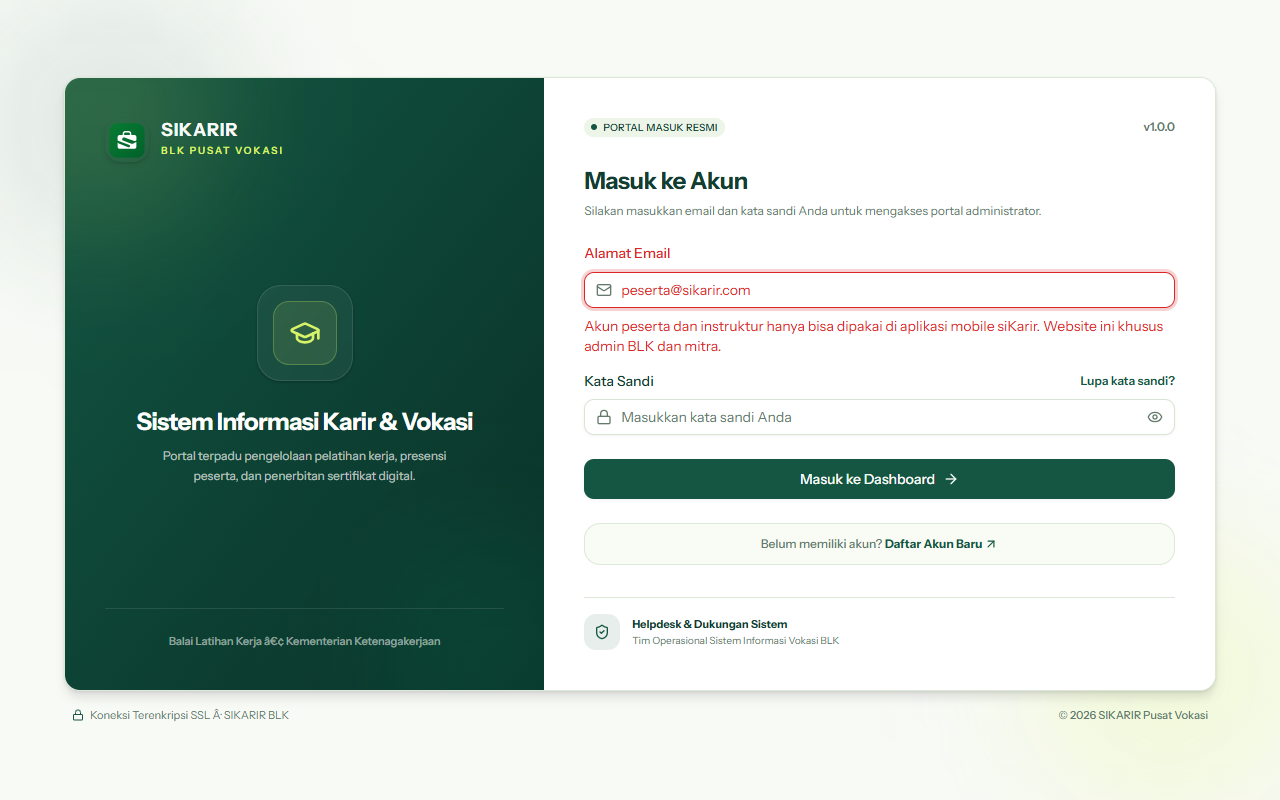 SIKARIR
BLK PUSAT VOKASI
Sistem Informasi Karir & Vokasi
Portal terpadu pengelolaan pelatihan kerja, presensi
peserta, dan penerbitan sertifikat digital.
Balai Latihan Kerja â€¢ Kementerian Ketenagakerjaan
PORTAL MASUK RESMI
v1.0.0
Masuk ke Akun
Silakan masukkan email dan kata sandi Anda untuk mengakses portal administrator.
Alamat Email
peserta@sikarir.com
Akun peserta dan instruktur hanya bisa dipakai di aplikasi mobile siKarir. Website ini khusus
admin BLK dan mitra.
Kata Sandi
Lupa kata sandi?
Masukkan kata sandi Anda
Masuk ke Dashboard
Belum memiliki akun? Daftar Akun Baru
Helpdesk & Dukungan Sistem
Tim Operasional Sistem Informasi Vokasi BLK
Koneksi Terenkripsi SSL Â· SIKARIR BLK
© 2026 SIKARIR Pusat Vokasi